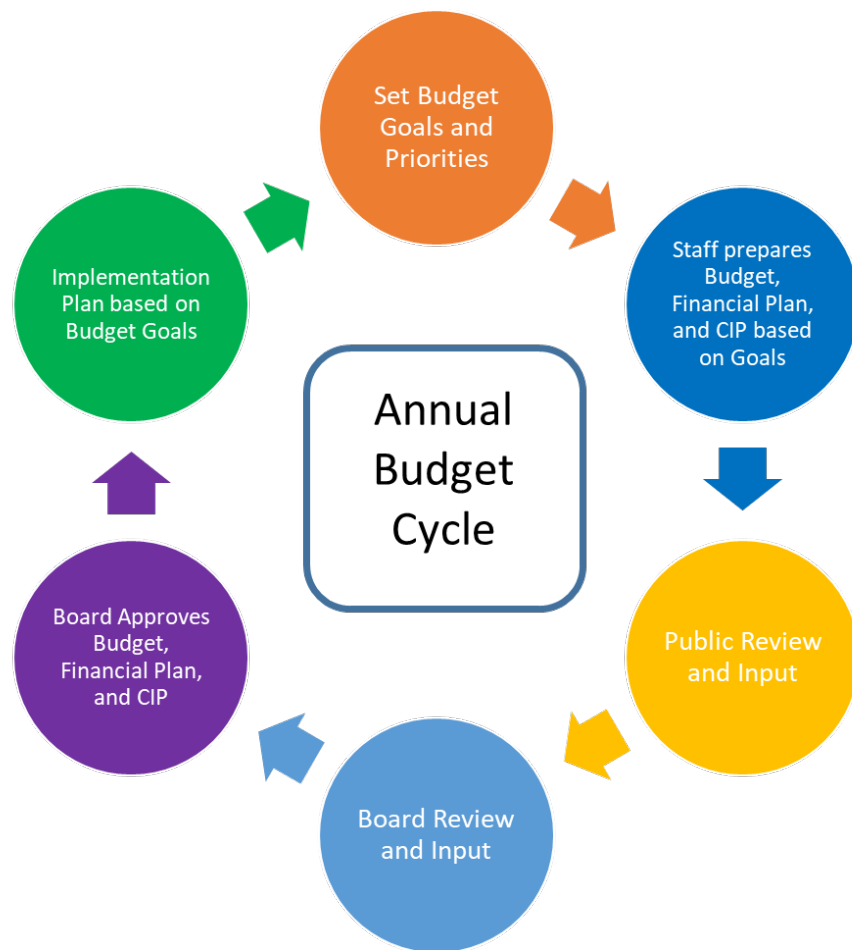 Set Budget
Goals and
Priorities
Staff prepares
Budget,
Financial Plan,
and CIP based
on Goals
Public Review
and Input
Board Review
and Input
Board Approves
Budget,
Financial Plan,
and CIP
Implementation
Plan based on
Budget Goals
Annual
Budget
Cycle